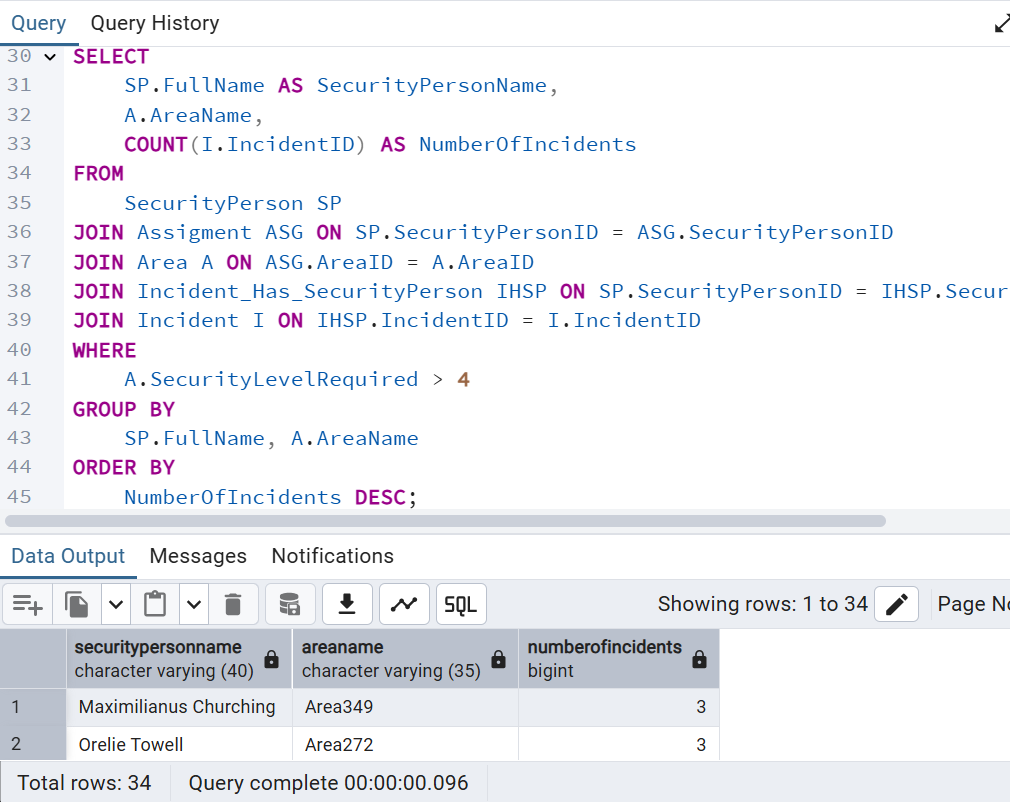 Query Query History
30 SELECT
31 SP.FullName AS SecurityPersonName,
32 A.AreaName,
33 COUNT(I.IncidentID) AS NumberOfIncidents
34 FROM
35 SecurityPerson SP
36 JOIN Assigment ASG ON SP.SecurityPersonID = ASG.SecurityPersonID
37 JOIN Area A ON ASG.AreaID = A.AreaID
38 JOIN Incident_Has_SecurityPerson IHSP ON SP.SecurityPersonID = IHSP.Secur
39 JOIN Incident I ON IHSP.IncidentID = I.IncidentID
40 WHERE
41 A.SecurityLevelRequired > 4
42 GROUP BY
43 SP.FullName, A.AreaName
44 ORDER BY
45 NumberOfIncidents DESC;
Data Output Messages Notifications
SQL Showing rows: 1 to 34 Page No
securitypersonname areaname numberofincidents
character varying (40) character varying (35) bigint
1 Maximilianus Churching Area349 3
2 Orelie Towell Area272 3
Total rows: 34 Query complete 00:00:00.096